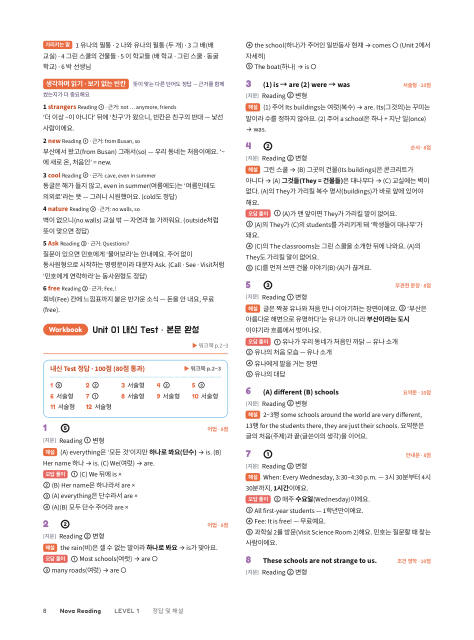 가리키는 말 1 유나의 필통 · 2 나와 유나의 필통 (두 개) · 3 그 배(배
교실) · 4 그린 스쿨의 건물들 · 5 이 학교들 (배 학교 · 그린 스쿨 · 동굴
학교) · 6 박 선생님
생각하며 읽기 · 보기 없는 빈칸 뜻이 맞는 다른 단어도 정답 — 근거를 함께
썼는지가 더 중요해요
1 strangers Reading ① · 근거: not … anymore, friends
'더 이상 ~이 아니다' 뒤에 '친구'가 왔으니, 빈칸은 친구의 반대 — 낯선
사람이에요.
2 new Reading ① · 근거: from Busan, so
부산에서 왔고(from Busan) 그래서(so) — 우리 동네는 처음이에요. '~
에 새로 온, 처음인' = new.
3 cool Reading ② · 근거: cave, even in summer
동굴은 해가 들지 않고, even in summer(여름에도)는 '여름인데도
의외로'라는 뜻 — 그러니 시원했어요. (cold도 정답)
4 nature Reading ② · 근거: no walls, so
벽이 없으니(no walls) 교실 밖 — 자연과 늘 가까워요. (outside처럼
뜻이 맞으면 정답)
5 Ask Reading ③ · 근거: Questions?
질문이 있으면 민호에게 '물어보라'는 안내예요. 주어 없이
동사원형으로 시작하는 명령문이라 대문자 Ask. (Call · See · Visit처럼
'민호에게 연락하라'는 동사원형도 정답)
6 free Reading ③ · 근거: Fee, !
회비(Fee) 칸에 느낌표까지 붙은 반가운 소식 — 돈을 안 내요, 무료
(free).
Workbook Unit 01 내신 Test · 본문 완성
▶ 워크북 p.2–3
내신 Test 정답 · 100점 (80점 통과) ▶ 워크북 p.2–3
1 ⑤ 2 ② 3 서술형 4 ② 5 ③
6 서술형 7 ① 8 서술형 9 서술형 10 서술형
11 서술형 12 서술형
1 ⑤ 어법 · 8점
[지문] Reading ① 변형
해설 (A) everything은 '모든 것'이지만 하나로 봐요(단수) → is. (B)
Her name 하나 → is. (C) We(여럿) → are.
오답 풀이 ① (C) We 뒤에 is ×
② (B) Her name은 하나라서 are ×
③ (A) everything은 단수라서 are ×
④ (A)(B) 모두 단수 주어라 are ×
2 ② 어법 · 8점
[지문] Reading ② 변형
해설 the rain(비)은 셀 수 없는 말이라 하나로 봐요 → is가 맞아요.
오답 풀이 ① Most schools(여럿) → are ○
③ many roads(여럿) → are ○
④ the school(하나)가 주어인 일반동사 현재 → comes ○ (Unit 2에서
자세히)
⑤ The boat(하나) → is ○
3 (1) is → are (2) were → was 서술형 · 10점
[지문] Reading ② 변형
해설 (1) 주어 Its buildings는 여럿(복수) → are. Its(그것의)는 꾸미는
말이라 수를 정하지 않아요. (2) 주어 a school은 하나 + 지난 일(once)
→ was.
4 ② 순서 · 8점
[지문] Reading ② 변형
해설 그린 스쿨 → (B) 그곳의 건물(Its buildings)은 콘크리트가
아니다 → (A) 그것들(They = 건물들)은 대나무다 → (C) 교실에는 벽이
없다. (A)의 They가 가리킬 복수 명사(buildings)가 바로 앞에 있어야
해요.
오답 풀이 ① (A)가 맨 앞이면 They가 가리킬 말이 없어요.
③ (A)의 They가 (C)의 students를 가리키게 돼 '학생들이 대나무'가
돼요.
④ (C)의 The classrooms는 그린 스쿨을 소개한 뒤에 나와요. (A)의
They도 가리킬 말이 없어요.
⑤ (C)를 먼저 쓰면 건물 이야기(B)·(A)가 끊겨요.
5 ③ 무관한 문장 · 8점
[지문] Reading ① 변형
해설 글은 짝꿍 유나와 처음 만나 이야기하는 장면이에요. ③ '부산은
아름다운 해변으로 유명하다'는 유나가 아니라 부산이라는 도시
이야기라 흐름에서 벗어나요.
오답 풀이 ① 유나가 우리 동네가 처음인 까닭 — 유나 소개
② 유나의 처음 모습 — 유나 소개
④ 유나에게 말을 거는 장면
⑤ 유나의 대답
6 (A) different (B) schools 요약문 · 10점
[지문] Reading ② 변형
해설 2~3행 some schools around the world are very different,
13행 for the students there, they are just their schools. 요약문은
글의 처음(주제)과 끝(글쓴이의 생각)을 이어요.
7 ① 안내문 · 8점
[지문] Reading ③ 변형
해설 When: Every Wednesday, 3:30–4:30 p.m. — 3시 30분부터 4시
30분까지, 1시간이에요.
오답 풀이 ② 매주 수요일(Wednesday)이에요.
③ All first-year students — 1학년만이에요.
④ Fee: It is free! — 무료예요.
⑤ 과학실 2를 방문(Visit Science Room 2)해요. 민호는 질문할 때 찾는
사람이에요.
8 These schools are not strange to us. 조건 영작 · 10점
[지문] Reading ② 변형
8 Nova Reading LEVEL 1 정답 및 해설